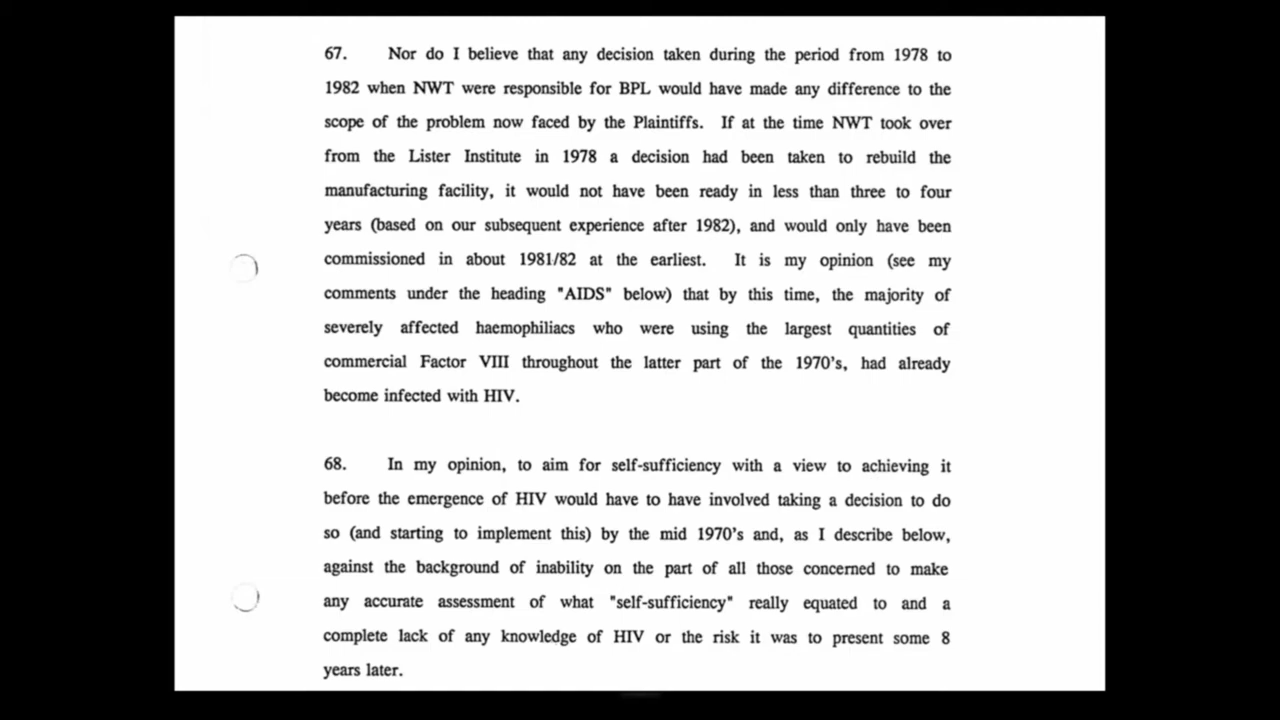 67. Nor do I believe that any decision taken during the period from 1978 to
1982 when NWT were responsible for BPL would have made any difference to the
scope of the problem now faced by the Plaintiffs. If at the time NWT took over
from the Lister Institute in 1978 a decision had been taken to rebuild the
manufacturing facility, it would not have been ready in less than three to four
years (based on our subsequent experience after 1982), and would only have been
commissioned in about 1981/82 at the earliest. It is my opinion (see my
comments under the heading "AIDS" below) that by this time, the majority of
severely affected haemophiliacs who were using the largest quantities of
commercial Factor VIII throughout the latter part of the 1970's, had already
become infected with HIV.
68. In my opinion, to aim for self-sufficiency with a view to achieving it
before the emergence of HIV would have to have involved taking a decision to do
so (and starting to implement this) by the mid 1970's and, as I describe below,
against the background of inability on the part of all those concerned to make
any accurate assessment of what "self-sufficiency" really equated to and a
complete lack of any knowledge of HIV or the risk it was to present some 8
years later.